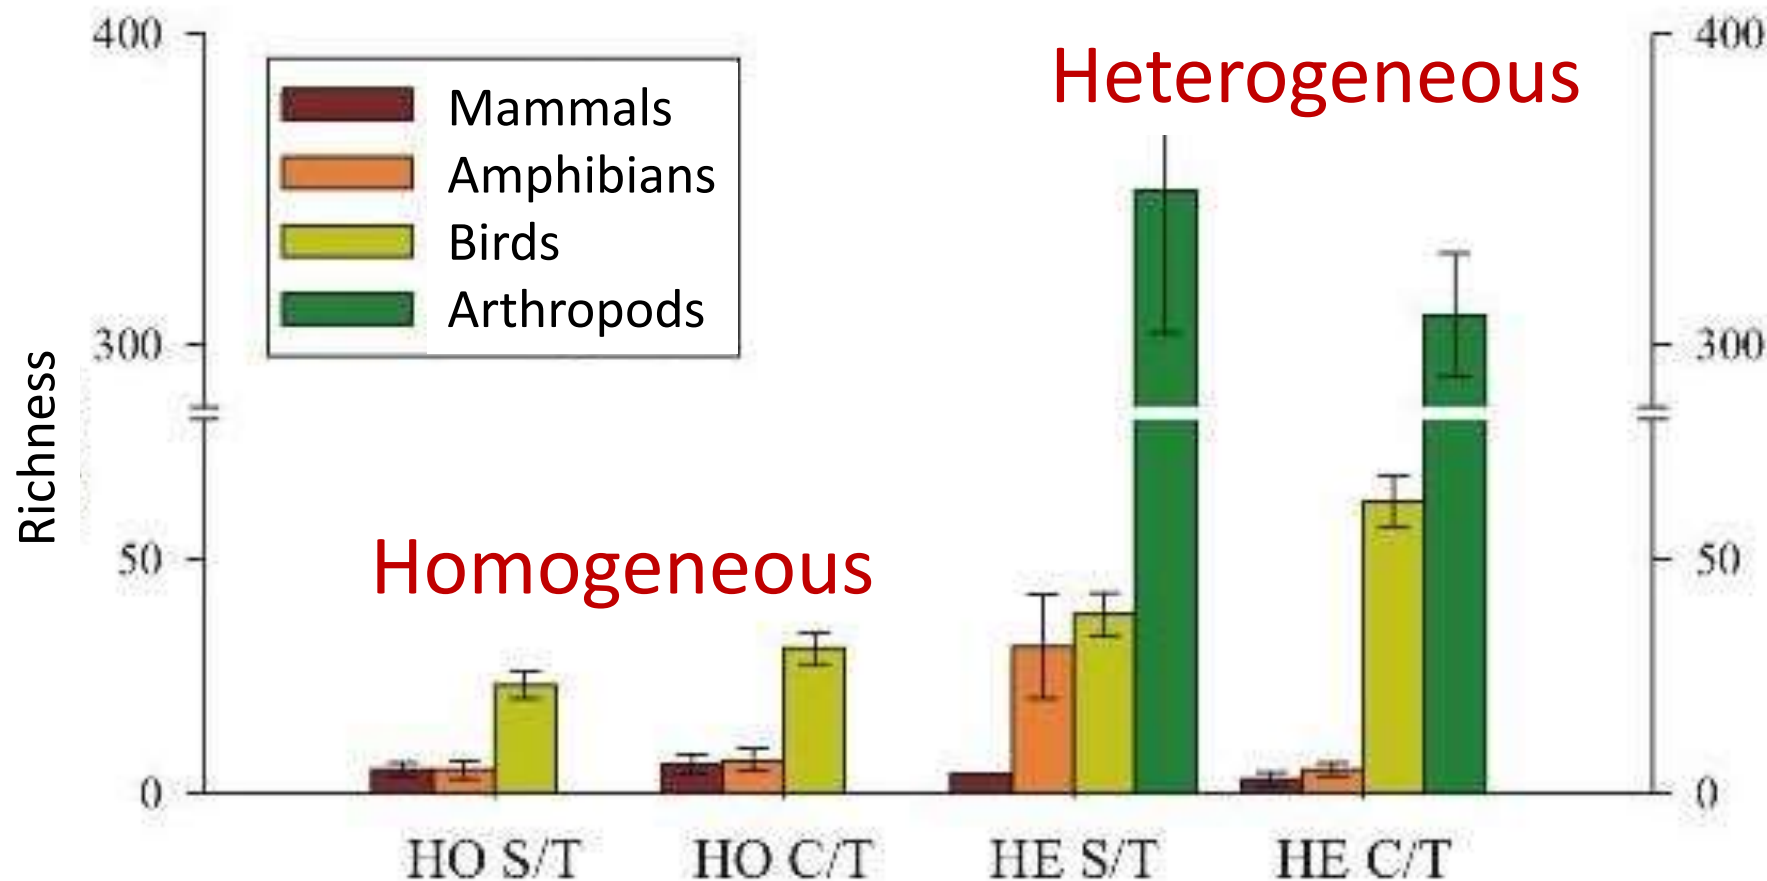 400
300
50
0
Richness
Mammals
Amphibians
Birds
Arthropods
Homogeneous
Heterogeneous
400
300
50
0
HO S/T
HO C/T
HE S/T
HE C/T